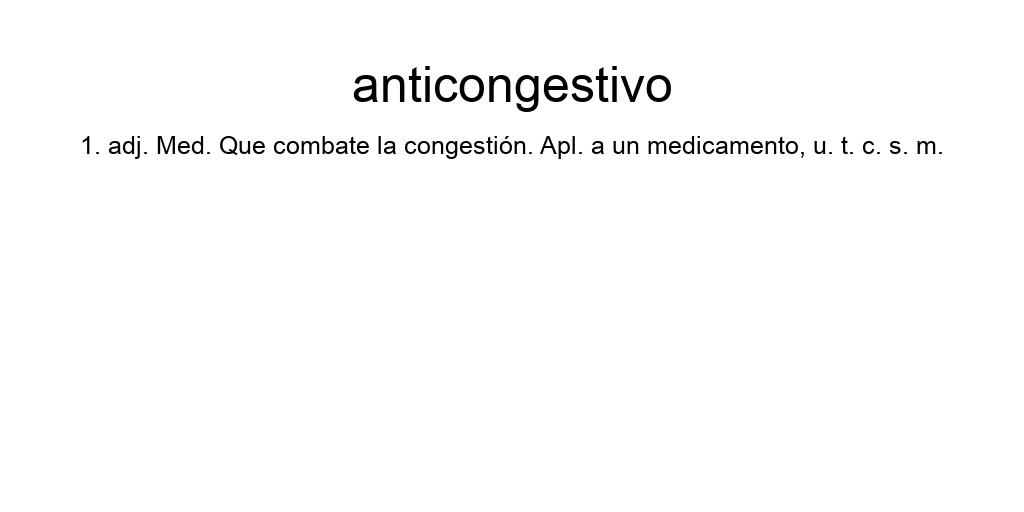 anticongestivo
1. adj. Med. Que combate la congestión. Apl. a un medicamento, u. t. c. s. m.